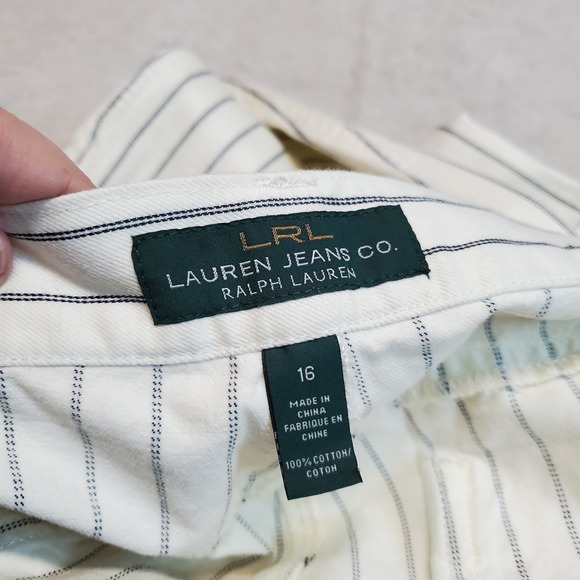 LRL
LAUREN JEANS CO.
RALPH LAUREN
16
MADE IN
CHINA
FABRIQUE EN
CHINE
100% COTTON/
COTON